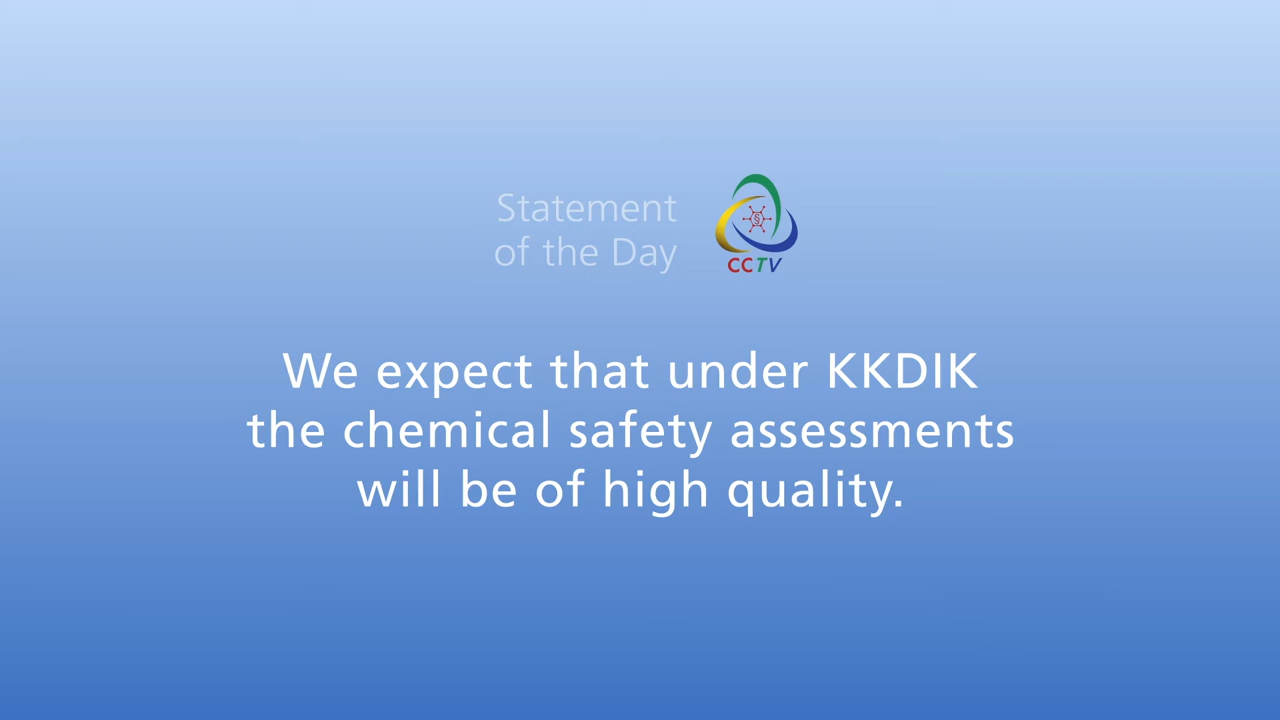 Statement
of the Day
§
CCTV
We expect that under KKDIK
the chemical safety assessments
will be of high quality.